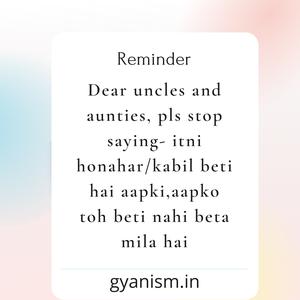 Reminder
Dear uncles and
aunties, pls stop
saying- itni
honahar/kabil beti
hai aapki,aapko
toh beti nahi beta
mila hai
gyanism.in